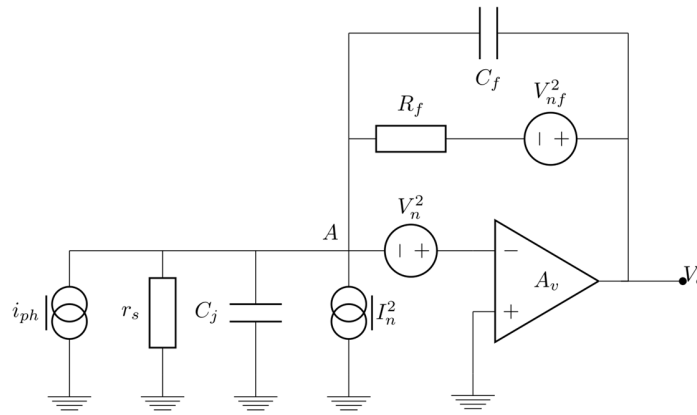 C_f
R_f
V_{nf}^2
V_n^2
A
A_v
i_{ph}
r_s
C_j
I_n^2